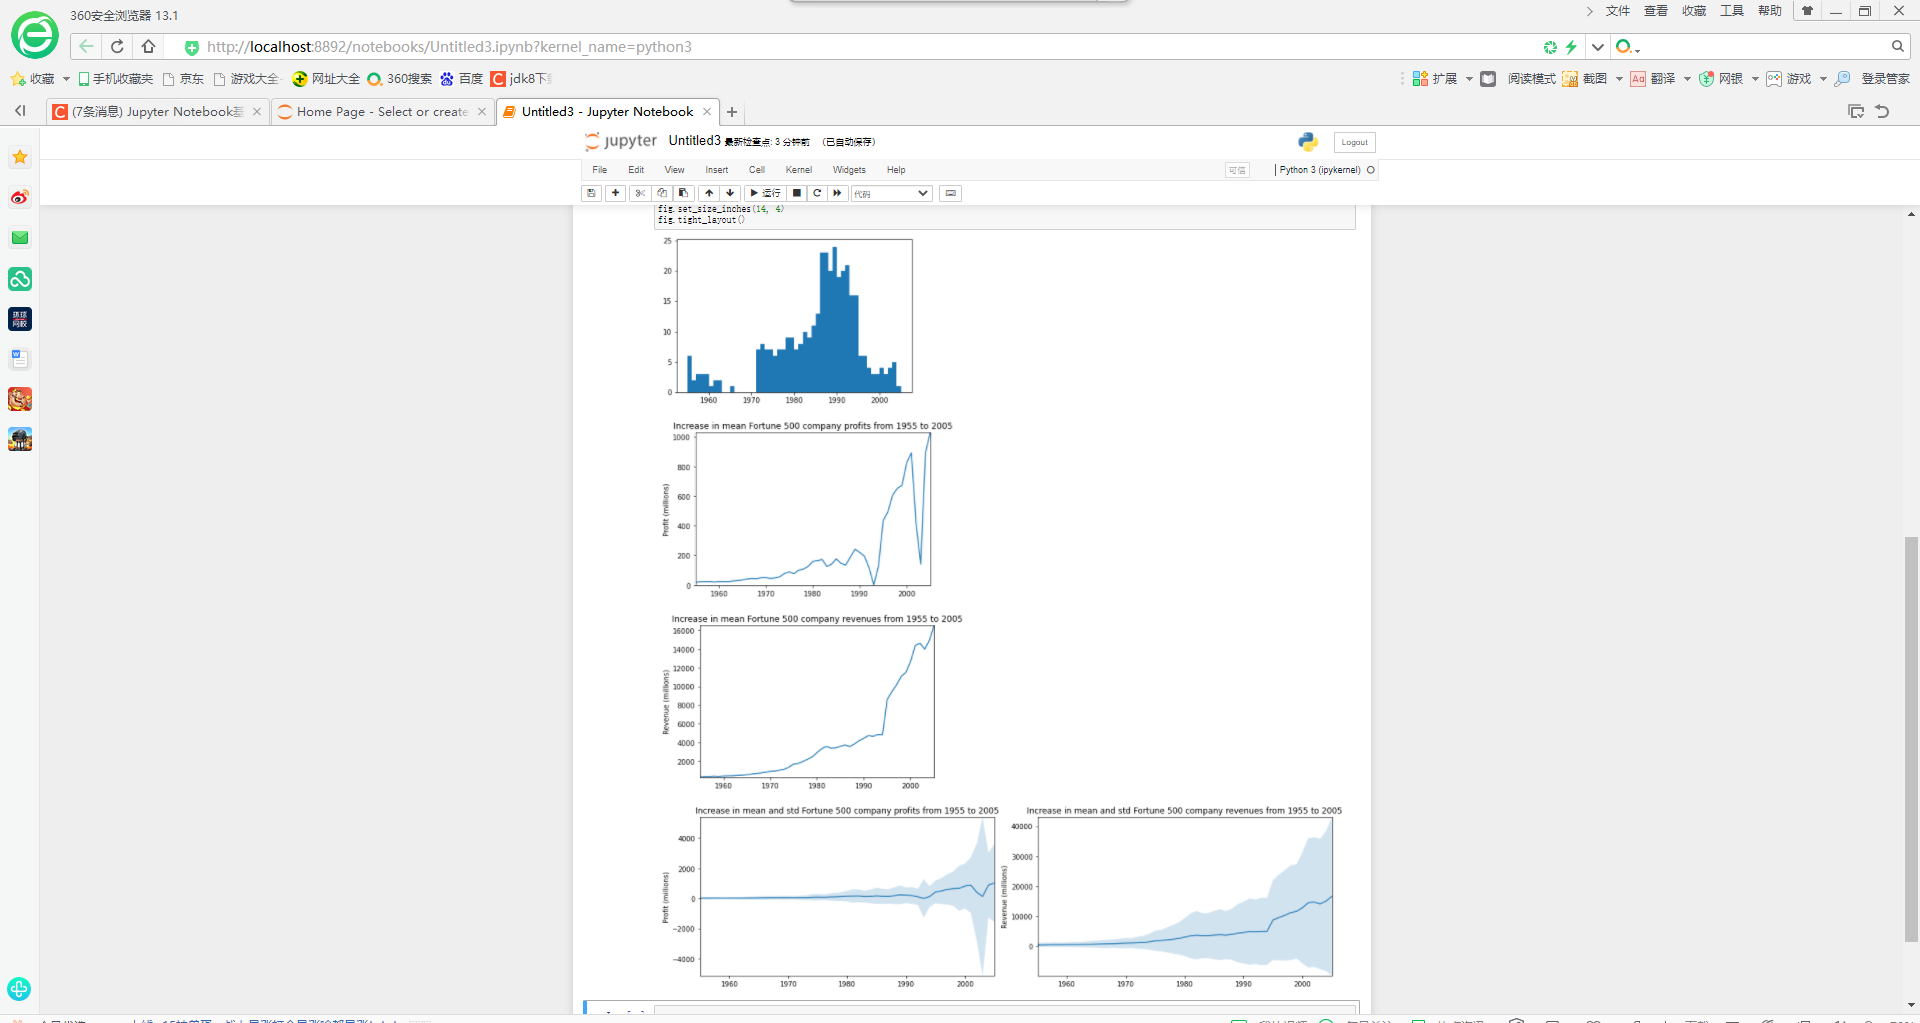 360安全浏览器 13.1
文件 查看 收藏 工具 帮助
http://localhost:8892/notebooks/Untitled3.ipynb?kernel_name=python3
收藏 手机收藏夹 京东 游戏大全 网址大全 360搜索 百度 jdk8下 扩展 阅读模式 截图 翻译 网银 游戏 登录管家
(7条消息) Jupyter Notebook基 Home Page - Select or create Untitled3 - Jupyter Notebook
jupyter Untitled3 最新检查点: 3 分钟前 (已自动保存) Logout
File Edit View Insert Cell Kernel Widgets Help 可信 Python 3 (ipykernel)
运行 代码
fig.set_size_inches(14, 4)
fig.tight_layout()
25
20
15
10
5
0
1960 1970 1980 1990 2000
Increase in mean Fortune 500 company profits from 1955 to 2005
1000
800
600
400
200
0
Profit (millions)
1960 1970 1980 1990 2000
Increase in mean Fortune 500 company revenues from 1955 to 2005
16000
14000
12000
10000
8000
6000
4000
2000
Revenue (millions)
1960 1970 1980 1990 2000
Increase in mean and std Fortune 500 company profits from 1955 to 2005
4000
2000
0
−2000
−4000
Profit (millions)
1960 1970 1980 1990 2000
Increase in mean and std Fortune 500 company revenues from 1955 to 2005
40000
30000
20000
10000
0
Revenue (millions)
1960 1970 1980 1990 2000